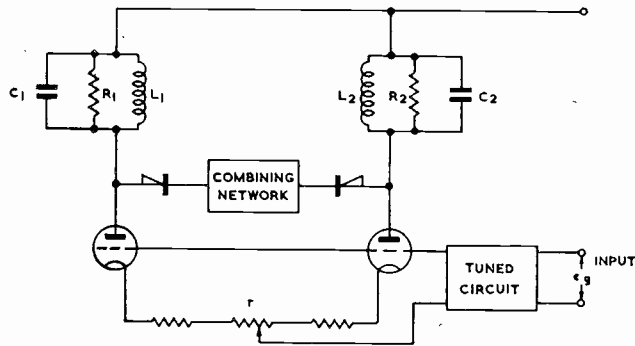 C1
R1
L1
L2
R2
C2
COMBINING
NETWORK
r
TUNED
CIRCUIT
INPUT
eg